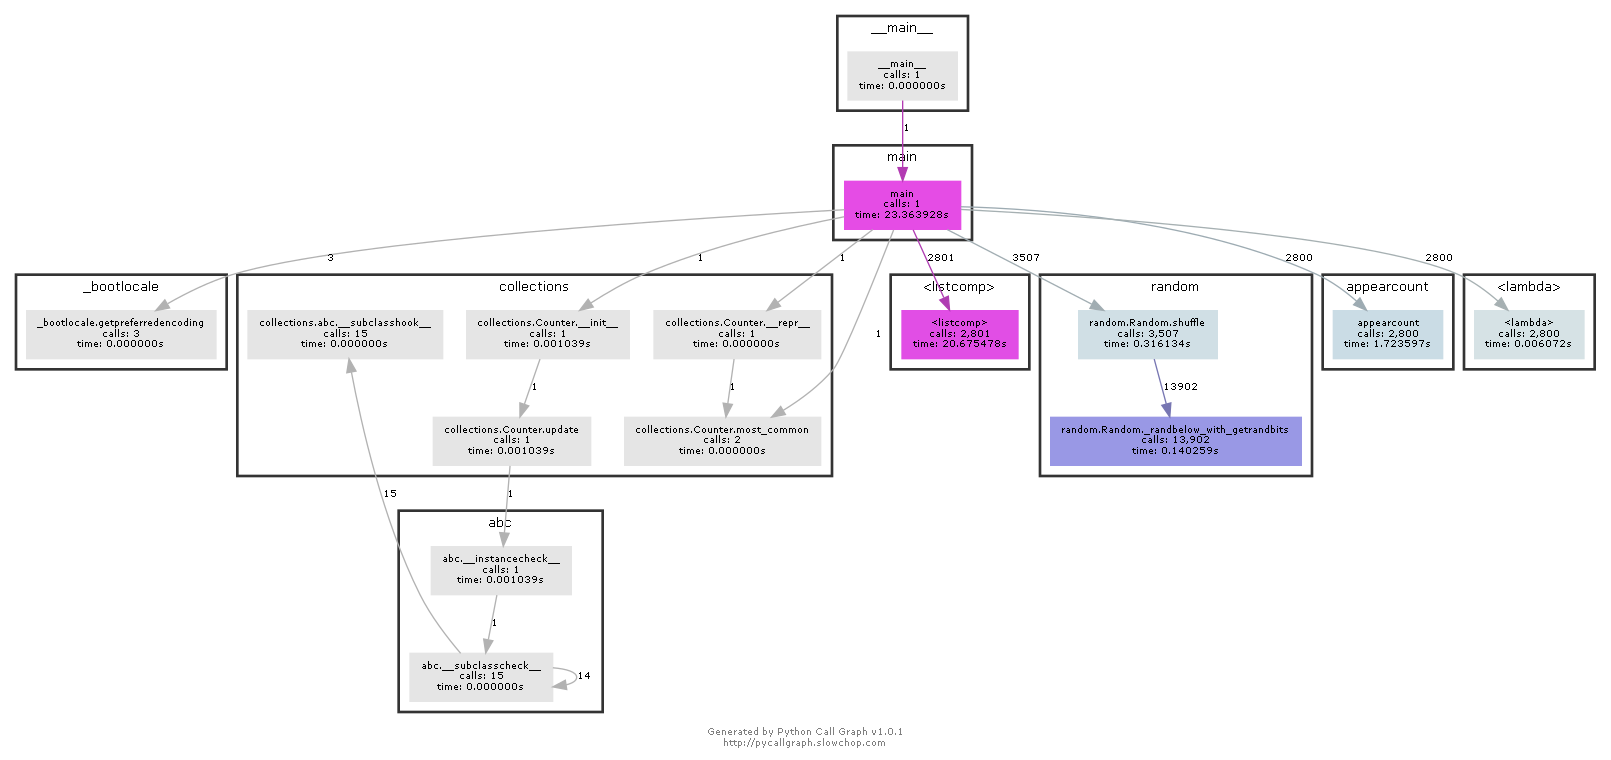 __main__
__main__
calls: 1
time: 0.000000s
1
main
main
calls: 1
time: 23.363928s
3
1
1
2801
3507
2800
2800
_bootlocale
_bootlocale.getpreferredencoding
calls: 3
time: 0.000000s
collections
collections.abc.__subclasshook__
calls: 15
time: 0.000000s
collections.Counter.__init__
calls: 1
time: 0.001039s
collections.Counter.__repr__
calls: 1
time: 0.000000s
1
<listcomp>
<listcomp>
calls: 2,801
time: 20.675478s
random
random.Random.shuffle
calls: 3,507
time: 0.316134s
appearcount
appearcount
calls: 2,800
time: 1.723597s
<lambda>
<lambda>
calls: 2,800
time: 0.006072s
1
1
13902
collections.Counter.update
calls: 1
time: 0.001039s
collections.Counter.most_common
calls: 2
time: 0.000000s
random.Random._randbelow_with_getrandbits
calls: 13,902
time: 0.140259s
15
1
abc
abc.__instancecheck__
calls: 1
time: 0.001039s
1
abc.__subclasscheck__
calls: 15
time: 0.000000s
14
Generated by Python Call Graph v1.0.1
http://pycallgraph.slowchop.com